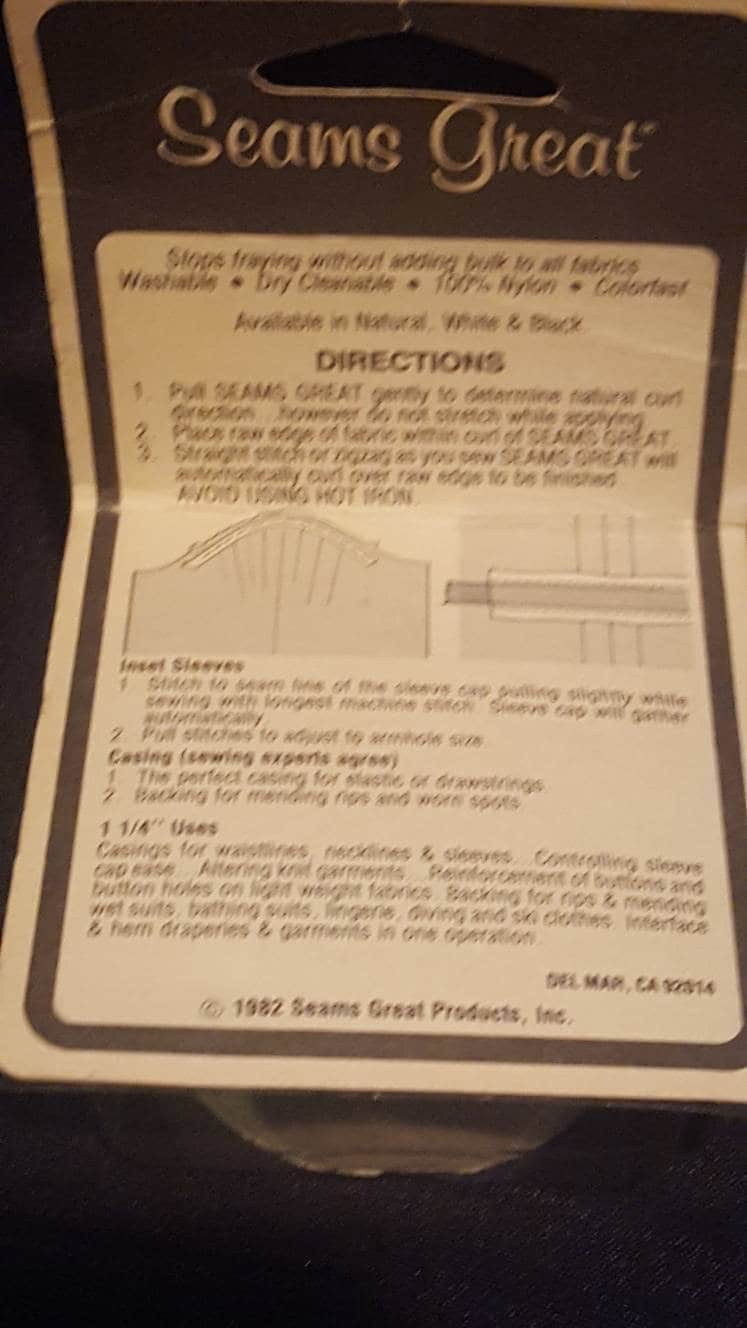 Seams Great
Stops fraying without adding bulk to all fabrics
Washable • Dry Cleanable • 100% Nylon • Colorfast
Available in Natural, White & Black
DIRECTIONS
1. Pull SEAMS GREAT gently to determine natural curl
direction...however do not stretch while applying.
2. Place raw edge of fabric within curl of SEAMS GREAT.
3. Straight stitch or zigzag as you sew SEAMS GREAT will
automatically curl over raw edge to be finished.
AVOID USING HOT IRON.
Inset Sleeves
1. Stitch to seam line of the sleeve cap pulling slightly while
sewing with longest machine stitch. Sleeve cap will gather
automatically.
2. Pull stitches to adjust to armhole size.
Casing (sewing experts agree)
1. The perfect casing for elastic or drawstrings.
2. Backing for mending rips and worn spots.
1 1/4" Uses
Casings for waistlines, necklines & sleeves... Controlling sleeve
cap ease... Altering knit garments... Reinforcement of buttons and
button holes on light weight fabrics. Backing for rips & mending
wet suits, bathing suits, lingerie, diving and ski clothes. Interface
& hem draperies & garments in one operation.
DEL MAR, CA 92014
© 1982 Seams Great Products, Inc.